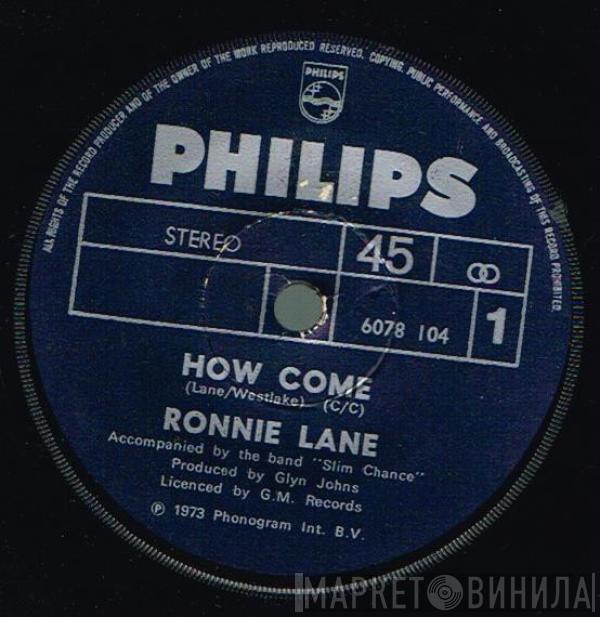 ALL RIGHTS OF THE RECORD PRODUCER AND OF THE OWNER OF THE WORK REPRODUCED RESERVED. COPYING, PUBLIC PERFORMANCE AND BROADCASTING OF THIS RECORD PROHIBITED.
PHILIPS
PHILIPS
STEREO
45
6078 104
1
HOW COME
(Lane/Westlake) (C/C)
RONNIE LANE
Accompanied by the band "Slim Chance"
Produced by Glyn Johns
Licenced by G.M. Records
Ⓟ 1973 Phonogram Int. B.V.
МАРКЕТ ВИНИЛА